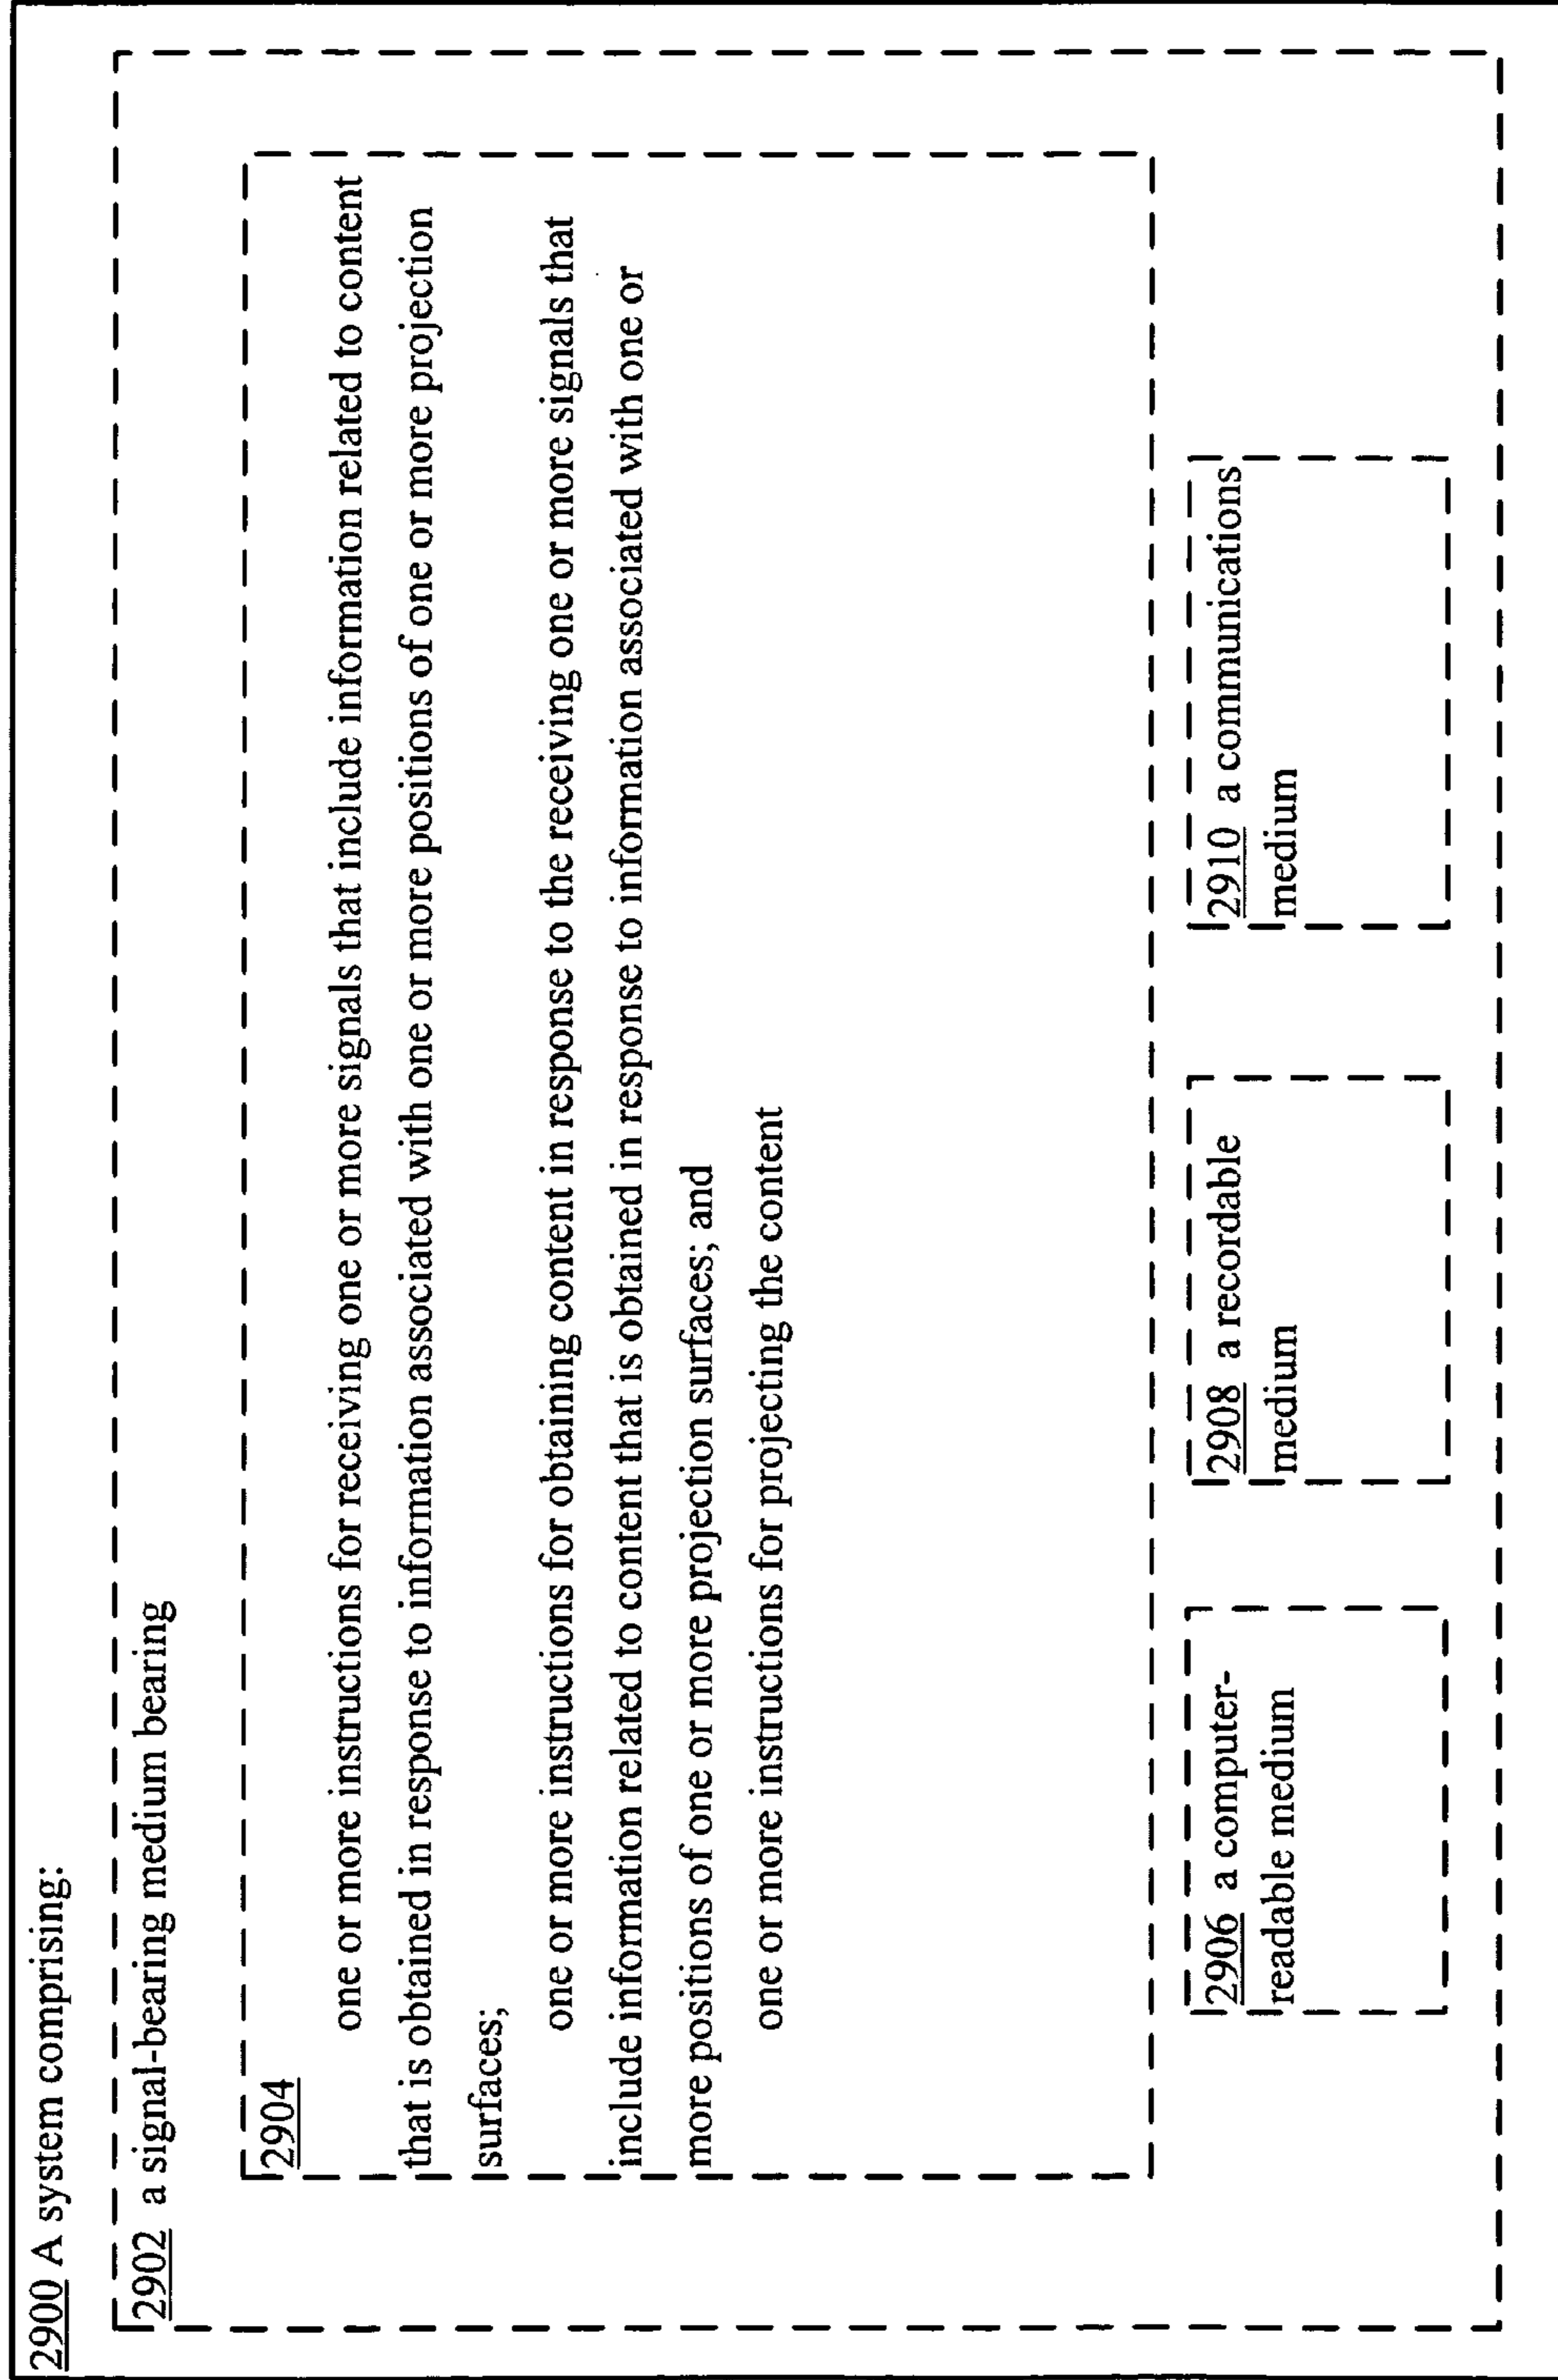 2900 A system comprising:
2902 a signal-bearing medium bearing
2904
one or more instructions for receiving one or more signals that include information related to content
that is obtained in response to information associated with one or more positions of one or more projection
surfaces;
one or more instructions for obtaining content in response to the receiving one or more signals that
include information related to content that is obtained in response to information associated with one or
more positions of one or more projection surfaces; and
one or more instructions for projecting the content
2906 a computer-
readable medium
2908 a recordable
medium
2910 a communications
medium